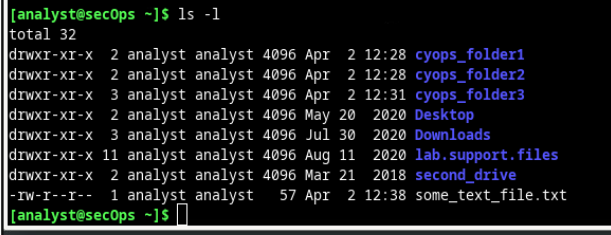 [analyst@secOps ~]$ ls -l
total 32
drwxr-xr-x  2 analyst analyst 4096 Apr  2 12:28 cyops_folder1
drwxr-xr-x  2 analyst analyst 4096 Apr  2 12:28 cyops_folder2
drwxr-xr-x  3 analyst analyst 4096 Apr  2 12:31 cyops_folder3
drwxr-xr-x  2 analyst analyst 4096 May 20  2020 Desktop
drwxr-xr-x  3 analyst analyst 4096 Jul 30  2020 Downloads
drwxr-xr-x 11 analyst analyst 4096 Aug 11  2020 lab.support.files
drwxr-xr-x  2 analyst analyst 4096 Mar 21  2018 second_drive
-rw-r--r--  1 analyst analyst   57 Apr  2 12:38 some_text_file.txt
[analyst@secOps ~]$